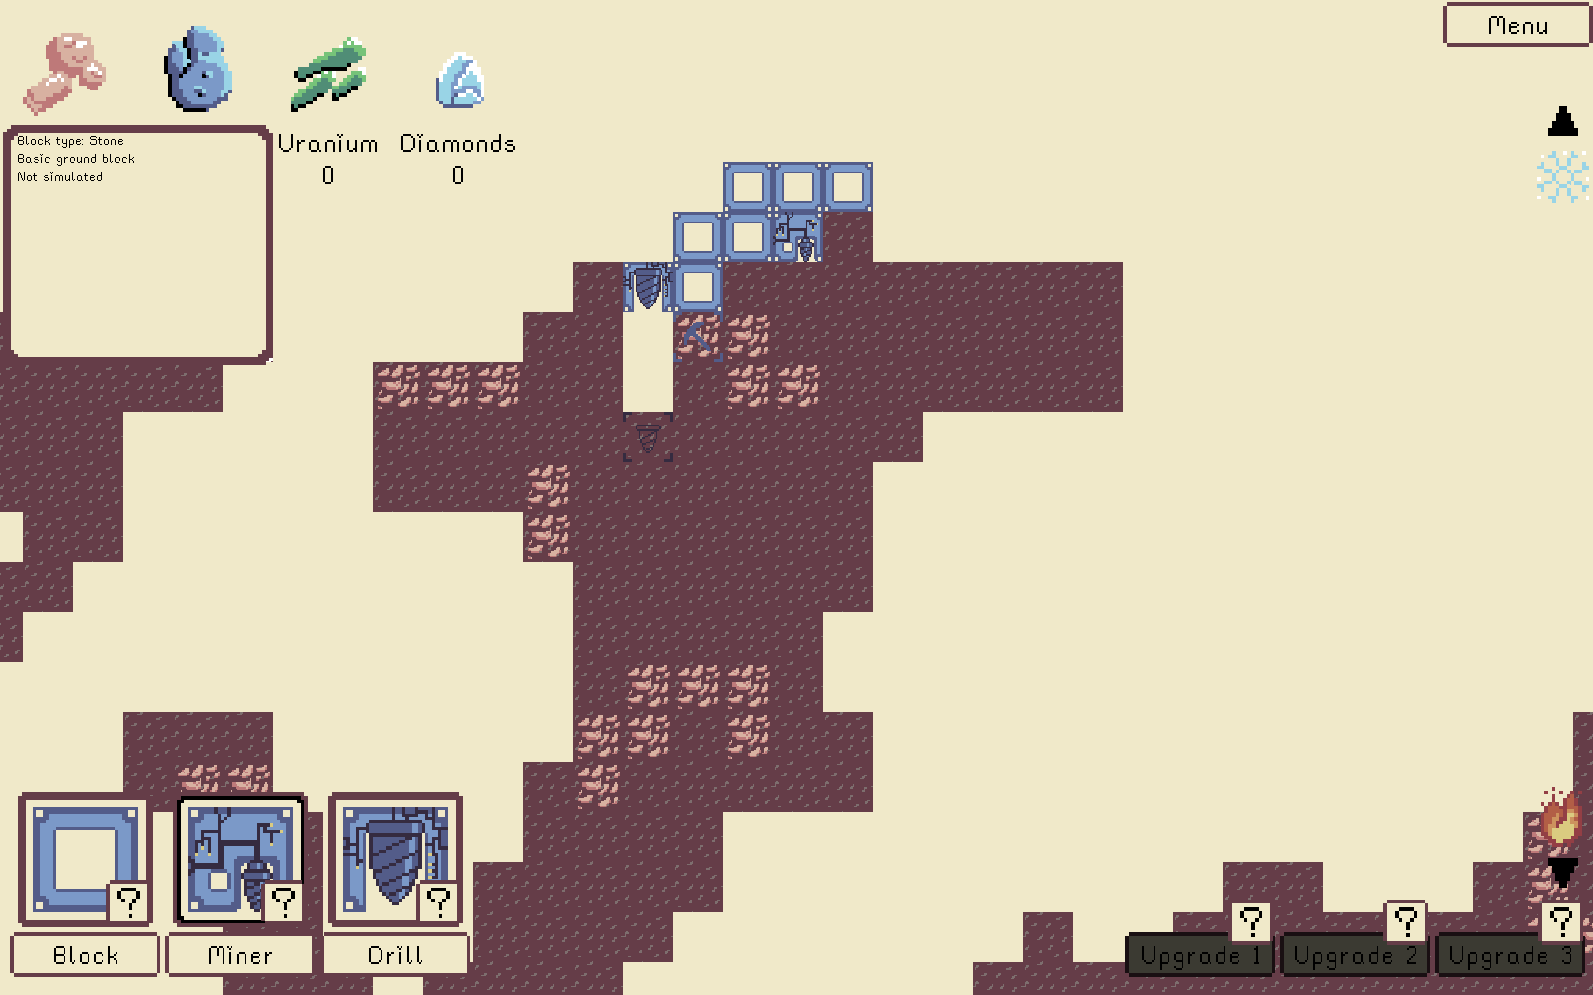 Menu
Uranium
Diamonds
0
0
Block type: Stone
Basic ground block
Not simulated
?
?
?
Block
Miner
Drill
?
?
?
Upgrade 1
Upgrade 2
Upgrade 3